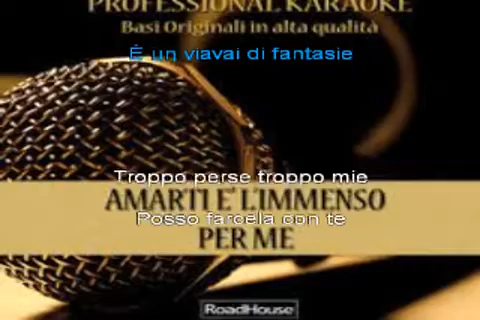 PROFESSIONAL KARAOKE
Basi Originali in alta qualità
È un viavai di fantasie
Troppo perse troppo mie
AMARTI E' L'IMMENSO
Posso farcela con te
PER ME
RoadHouse